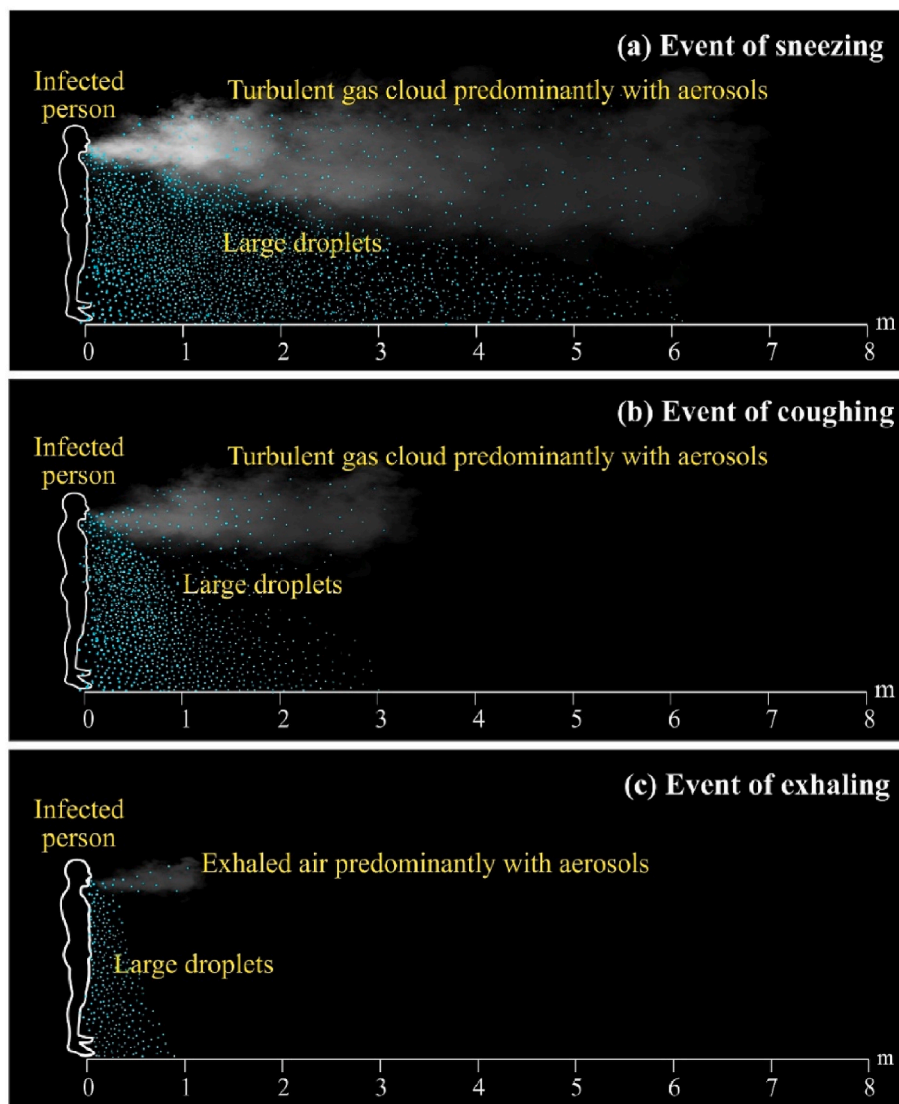 (a) Event of sneezing
Infected
person
Turbulent gas cloud predominantly with aerosols
Large droplets
m
0 1 2 3 4 5 6 7 8
(b) Event of coughing
Infected
person
Turbulent gas cloud predominantly with aerosols
Large droplets
m
0 1 2 3 4 5 6 7 8
(c) Event of exhaling
Infected
person
Exhaled air predominantly with aerosols
Large droplets
m
0 1 2 3 4 5 6 7 8